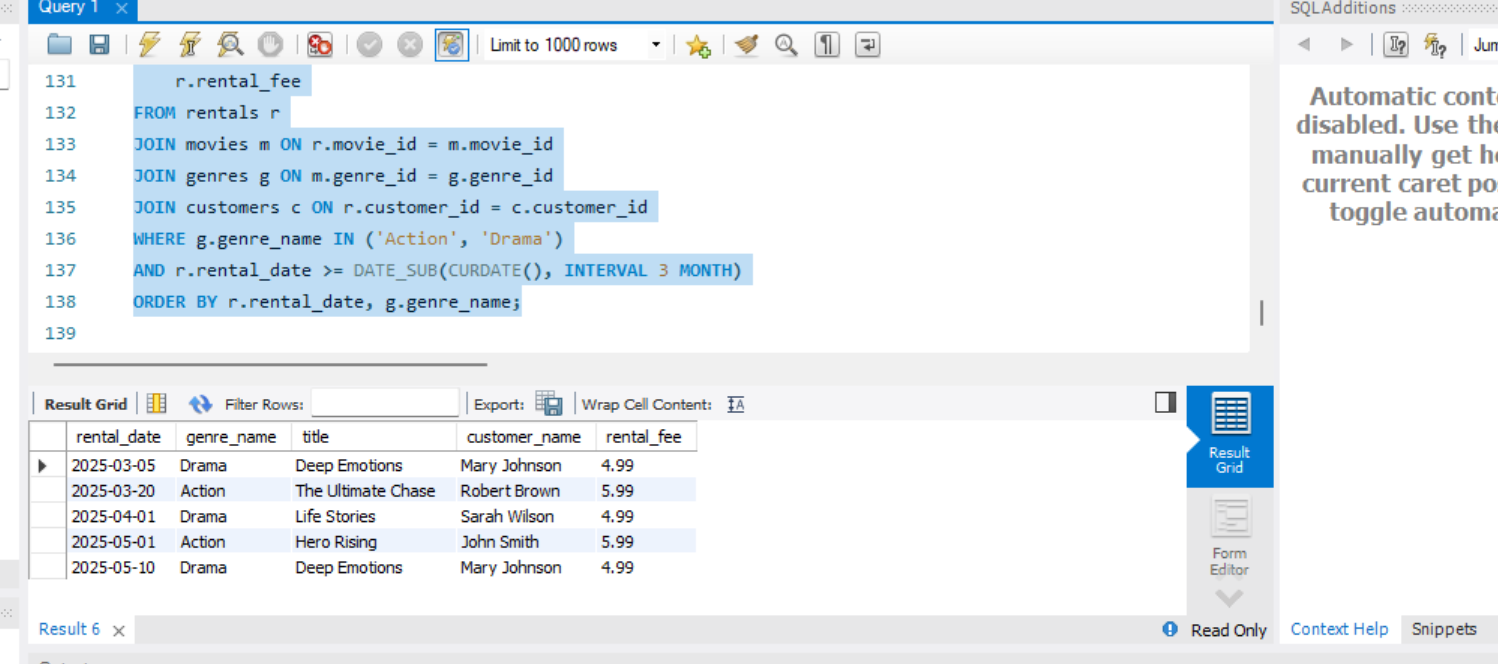 Query 1
SQLAdditions
Limit to 1000 rows
131 r.rental_fee
132 FROM rentals r
133 JOIN movies m ON r.movie_id = m.movie_id
134 JOIN genres g ON m.genre_id = g.genre_id
135 JOIN customers c ON r.customer_id = c.customer_id
136 WHERE g.genre_name IN ('Action', 'Drama')
137 AND r.rental_date >= DATE_SUB(CURDATE(), INTERVAL 3 MONTH)
138 ORDER BY r.rental_date, g.genre_name;
139
Automatic
disabled. Use
manually get
current caret
toggle
Result Grid Filter Rows: Export: Wrap Cell Content:
rental_date genre_name title customer_name rental_fee
2025-03-05 Drama Deep Emotions Mary Johnson 4.99
2025-03-20 Action The Ultimate Chase Robert Brown 5.99
2025-04-01 Drama Life Stories Sarah Wilson 4.99
2025-05-01 Action Hero Rising John Smith 5.99
2025-05-10 Drama Deep Emotions Mary Johnson 4.99
Result
Grid
Form
Editor
Result 6
Read Only
Context Help Snippets